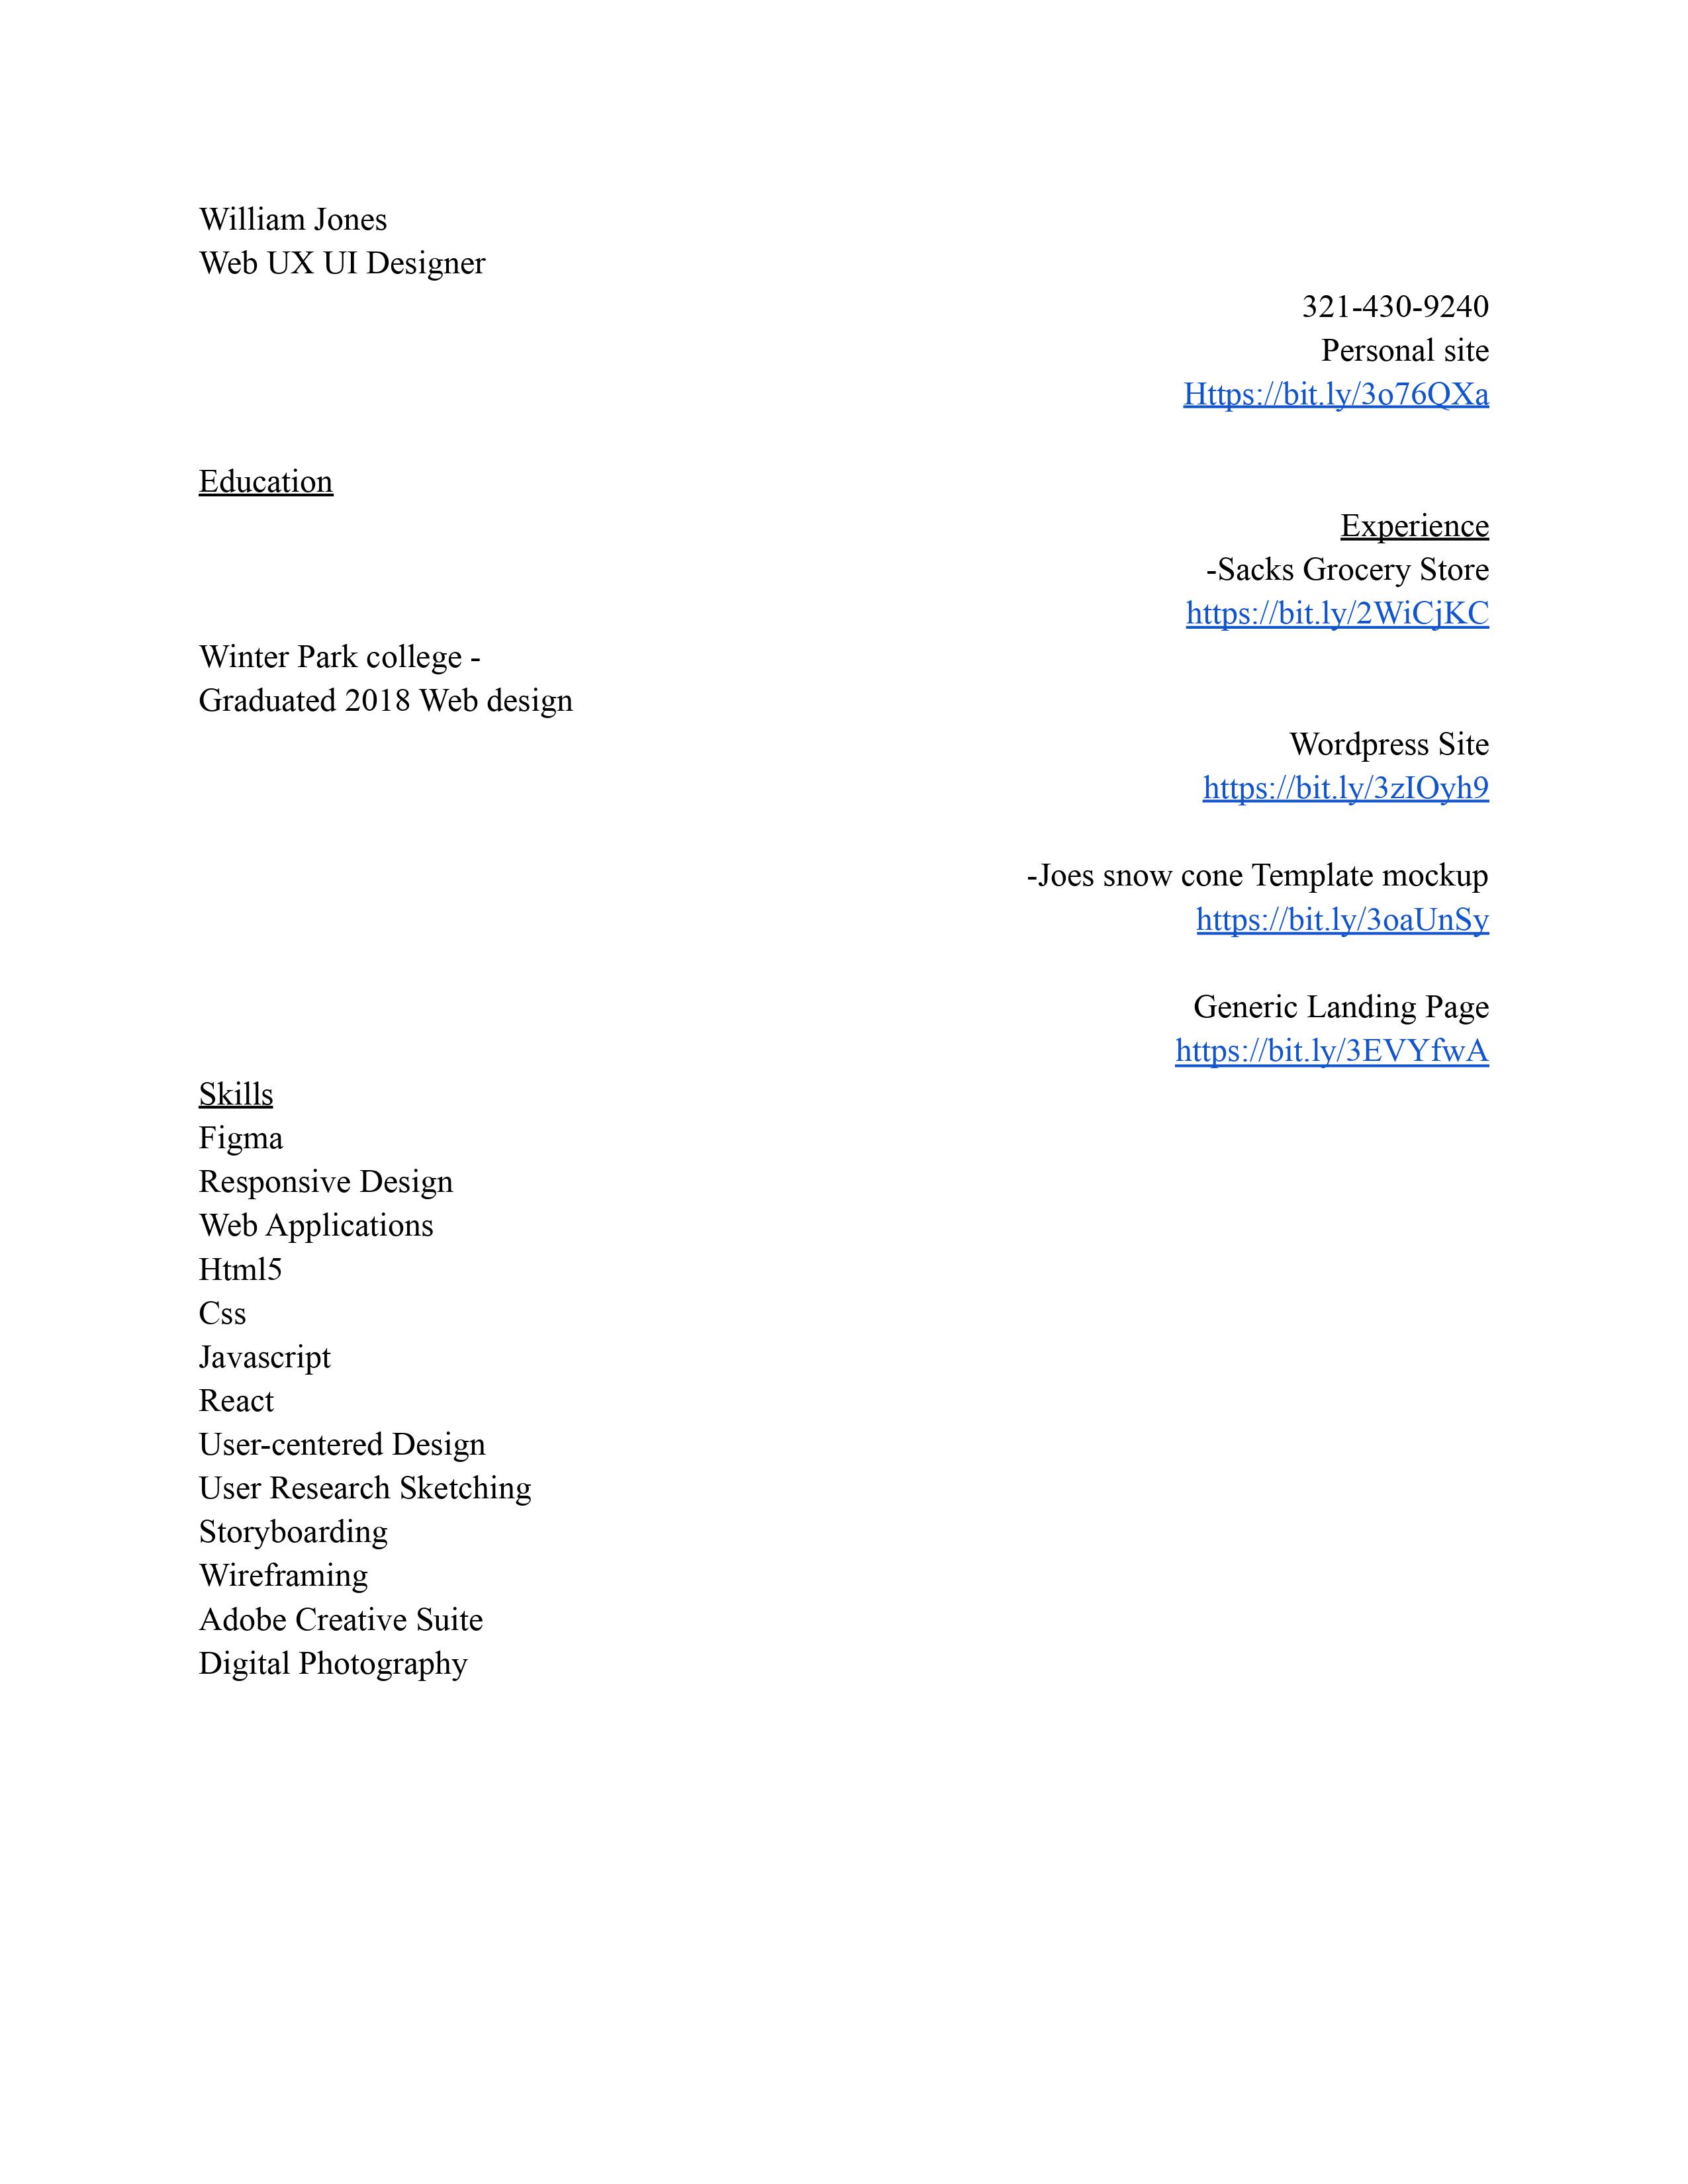 William Jones
Web UX UI Designer
321-430-9240
Personal site
Https://bit.ly/3o76QXa
Education
Experience
-Sacks Grocery Store
https://bit.ly/2WiCjKC
Winter Park college -
Graduated 2018 Web design
Wordpress Site
https://bit.ly/3zIOyh9
-Joes snow cone Template mockup
https://bit.ly/3oaUnSy
Generic Landing Page
https://bit.ly/3EVYfwA
Skills
Figma
Responsive Design
Web Applications
Html5
Css
Javascript
React
User-centered Design
User Research Sketching
Storyboarding
Wireframing
Adobe Creative Suite
Digital Photography